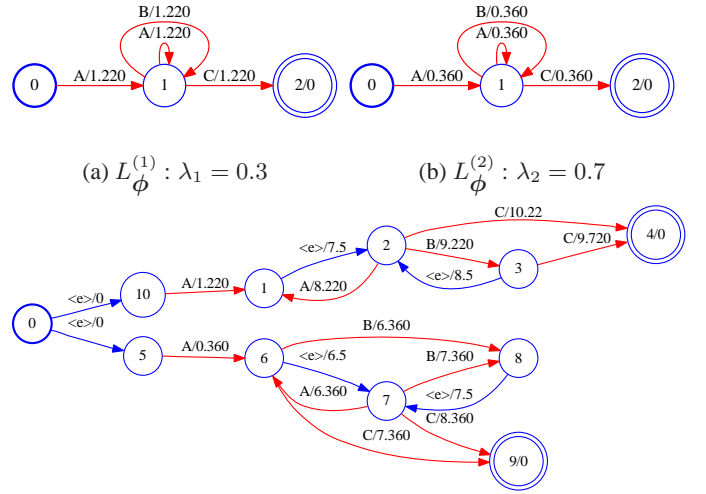 B/1.220 B/0.360
A/1.220 A/0.360
0 A/1.220 1 C/1.220 2/0 0 A/0.360 1 C/0.360 2/0
(a) L_ϕ^(1) : λ₁ = 0.3 (b) L_ϕ^(2) : λ₂ = 0.7
C/10.22
<e>/7.5 2 B/9.220 C/9.720 4/0
3
<e>/0 10 A/1.220 1 A/8.220 <e>/8.5
0
<e>/0
5 A/0.360 6 B/6.360 8
<e>/6.5 B/7.360
A/6.360 7 <e>/7.5
C/8.360
C/7.360
9/0